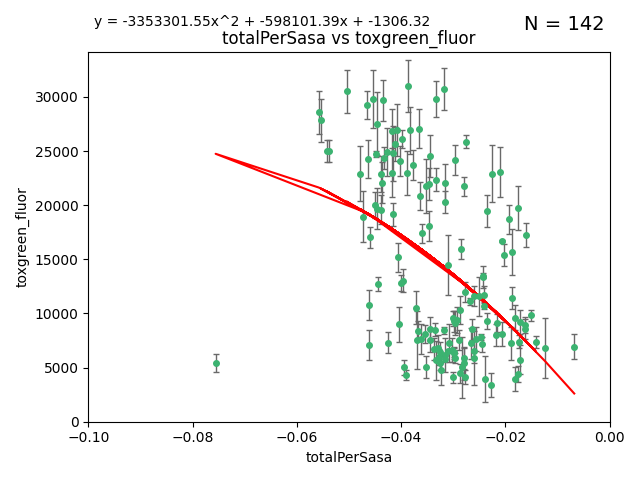 y = -3353301.55x^2 + -598101.39x + -1306.32
N = 142
totalPerSasa vs toxgreen_fluor
toxgreen_fluor
30000
25000
20000
15000
10000
5000
0
−0.10
−0.08
−0.06
−0.04
−0.02
0.00
totalPerSasa